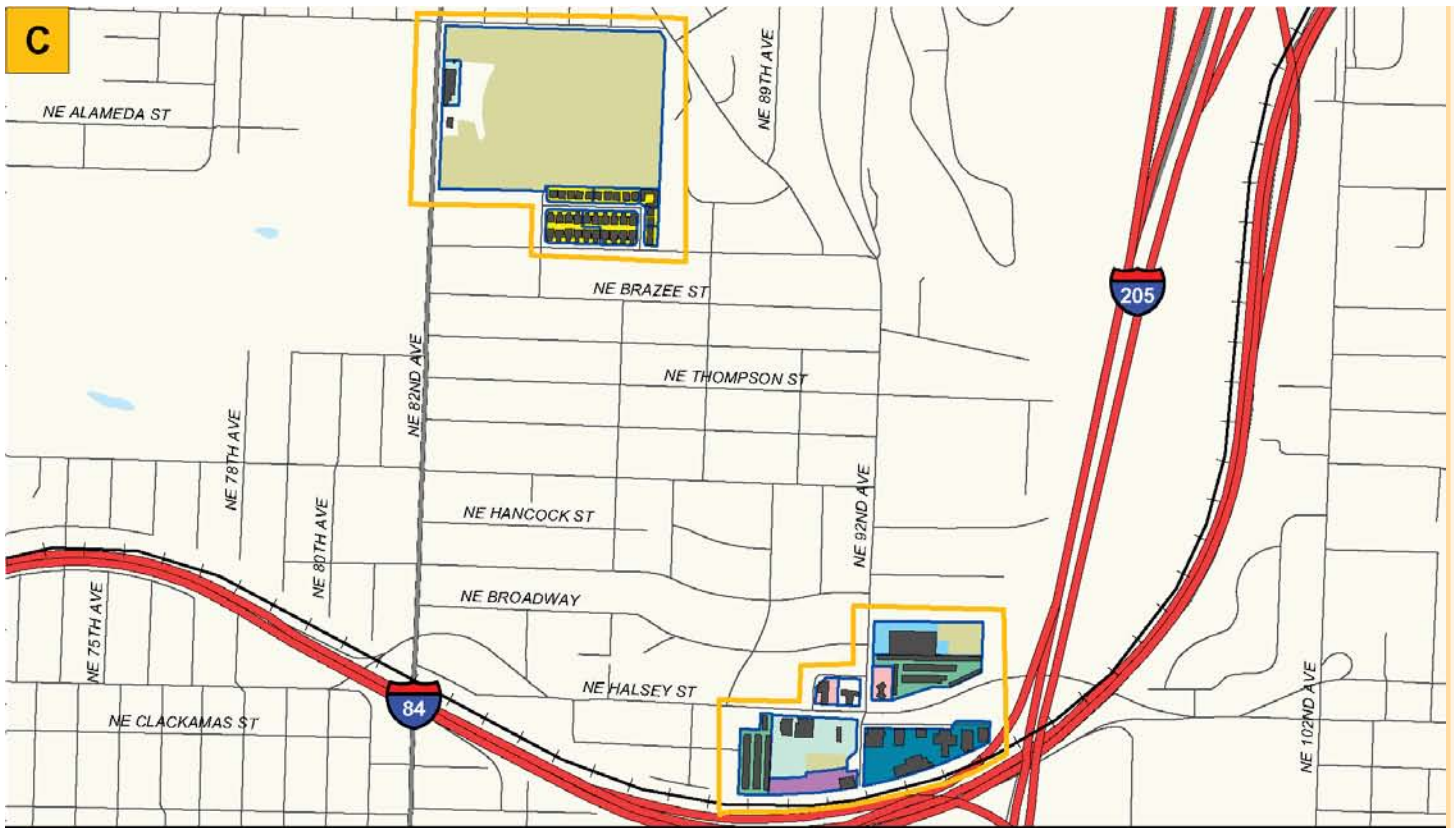 C
NE ALAMEDA ST
NE 89TH AVE
NE BRAZEE ST
205
NE THOMPSON ST
NE 82ND AVE
NE 78TH AVE
NE 92ND AVE
NE HANCOCK ST
NE 80TH AVE
NE BROADWAY
NE 75TH AVE
NE HALSEY ST
NE 102ND AVE
84
NE CLACKAMAS ST